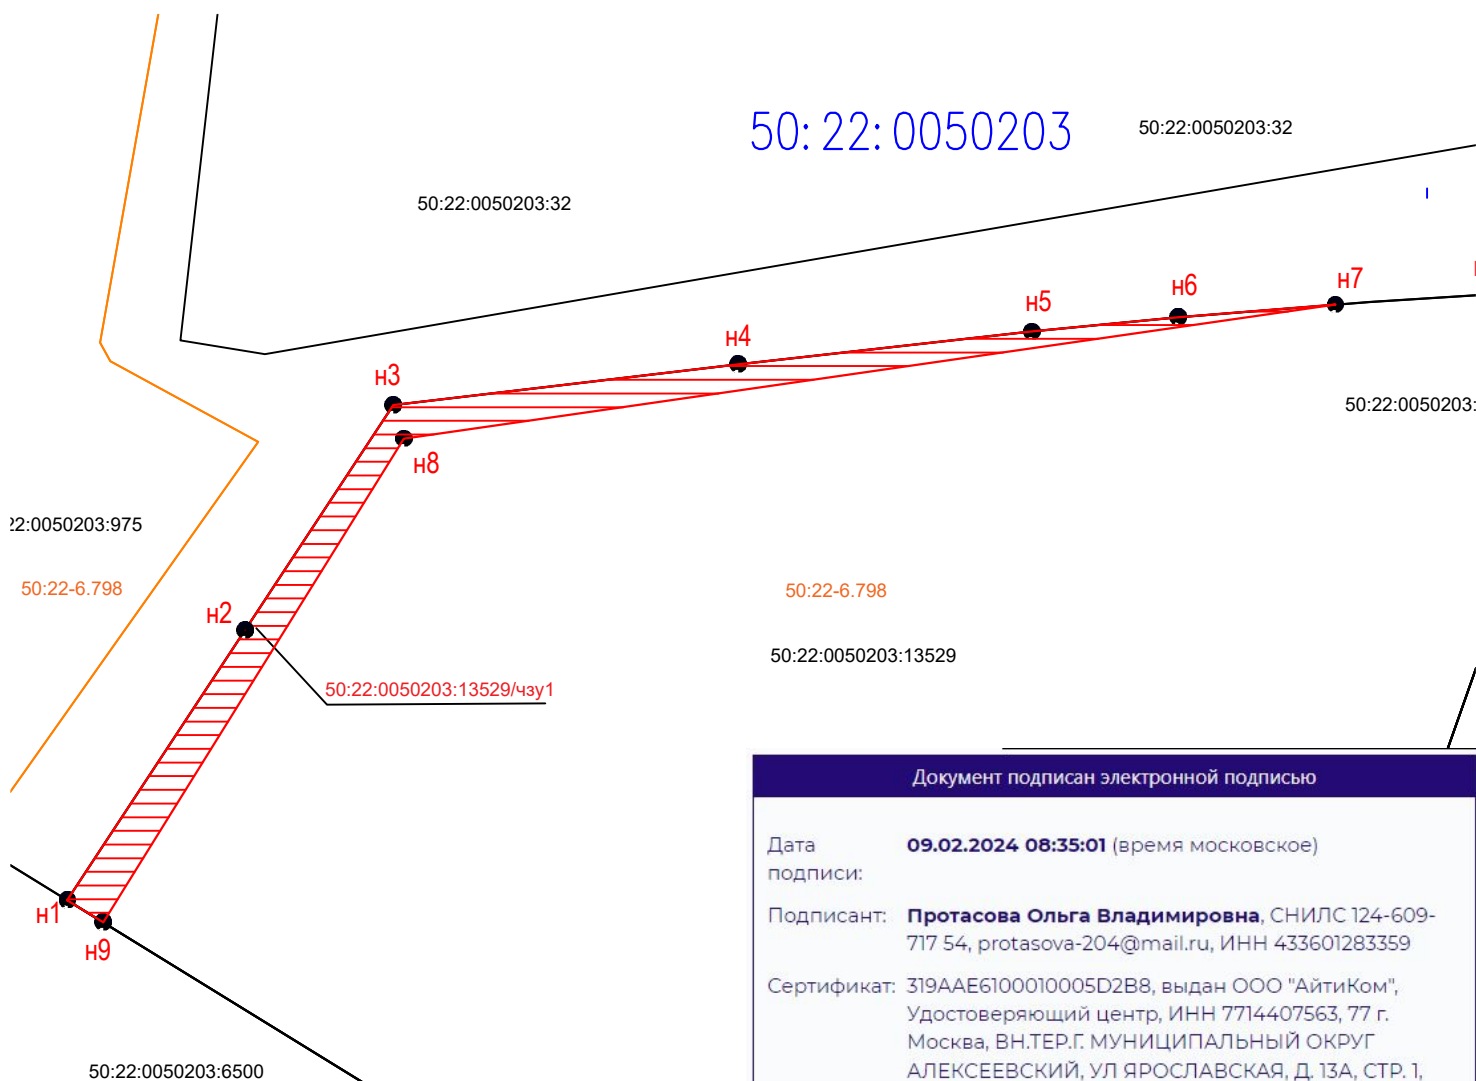 50:22:0050203
50:22:0050203:32
50:22:0050203:32
н7
н6
н5
н4
н3
50:22:0050203:
н8
22:0050203:975
50:22-6.798
50:22-6.798
н2
50:22:0050203:13529
50:22:0050203:13529/чзу1
Документ подписан электронной подписью
Дата подписи:
09.02.2024 08:35:01 (время московское)
н1
Подписант:
Протасова Ольга Владимировна, СНИЛС 124-609-
717 54, protasova-204@mail.ru, ИНН 433601283359
н9
Сертификат:
319AAE6100010005D2B8, выдан ООО "АйтиКом",
Удостоверяющий центр, ИНН 7714407563, 77 г.
Москва, ВН.ТЕР.Г. МУНИЦИПАЛЬНЫЙ ОКРУГ
АЛЕКСЕЕВСКИЙ, УЛ ЯРОСЛАВСКАЯ, Д. 13А, СТР. 1,
50:22:0050203:6500